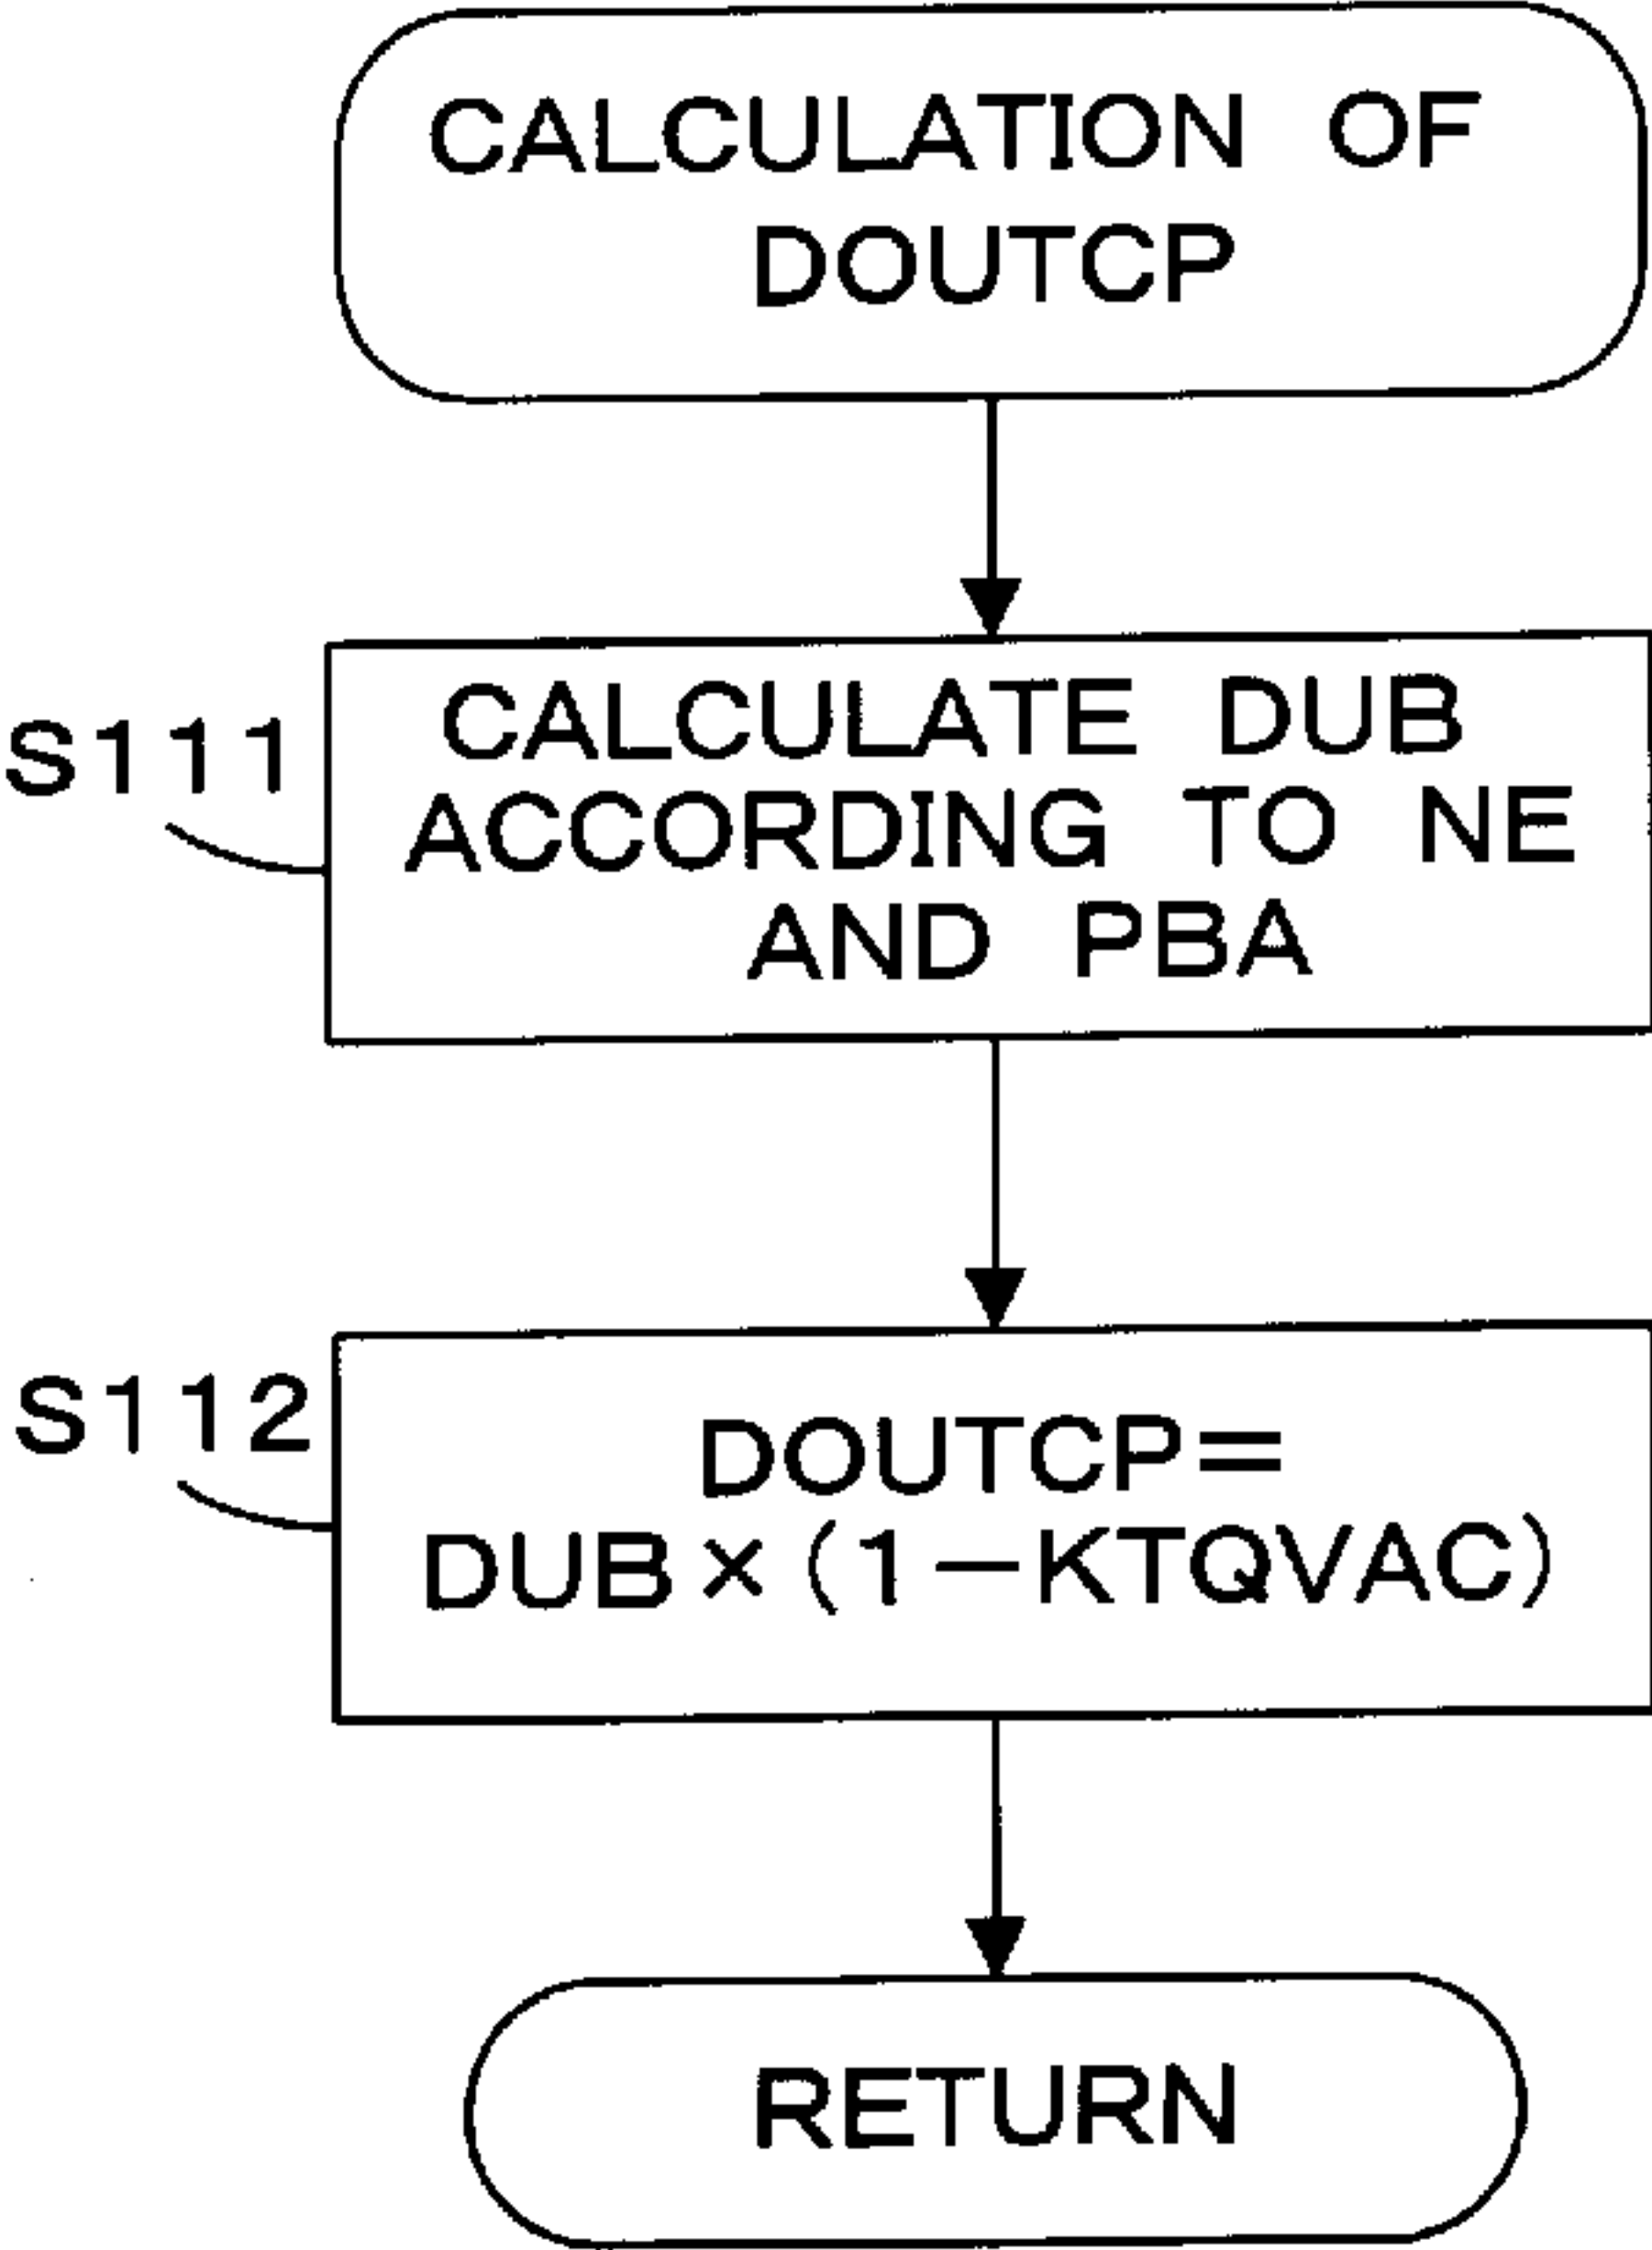 CALCULATION OF
DOUTCP
S111
CALCULATE DUB
ACCORDING TO NE
AND PBA
S112
DOUTCP=
DUB×(1−KTQVAC)
RETURN